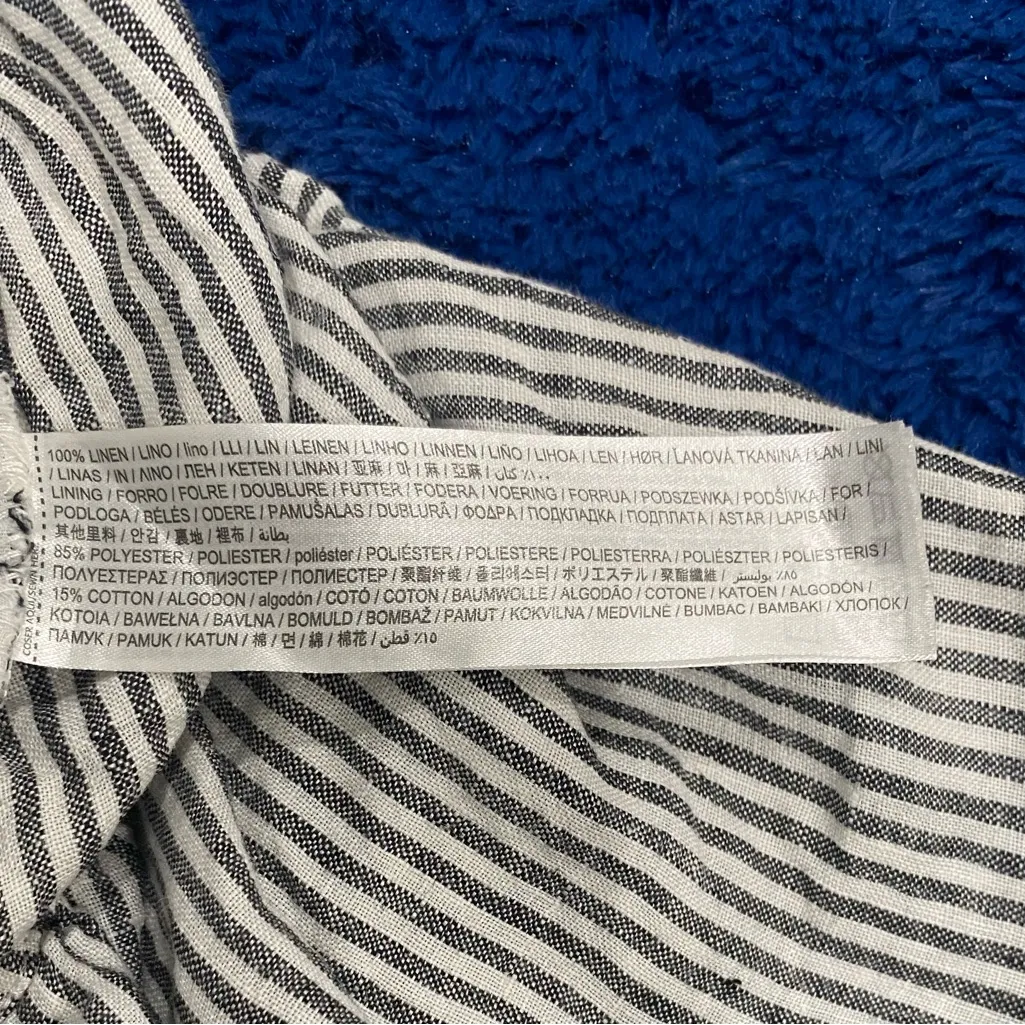 100% LINEN / LINO / lino / LLI / LIN / LEINEN / LINHO / LINNEN / LIÑO / LIHOA / LEN / HØR / ĽANOVÁ TKANINA / LAN / LINI
/ LINAS / IN / ΛΙΝΟ / ЛЕН / KETEN / LINAN / 亚麻 / 마 / 麻 / 亞麻 / كتان ٪١٠٠
LINING / FORRO / FOLRE / DOUBLURE / FUTTER / FODERA / VOERING / FORRUA / PODSZEWKA / PODŠÍVKA / FOR /
PODLOGA / BÉLÉS / ODERE / PAMUŠALAS / DUBLURĂ / ΦΟΔΡΑ / ПОДКЛАДКА / ПОДПЛАТА / ASTAR / LAPISAN /
其他里料 / 안감 / 裏地 / 裡布 / بطانة /
85% POLYESTER / POLIESTER / poliéster / POLIÈSTER / POLIESTERE / POLIESTERRA / POLIÉSZTER / POLIESTERIS /
ΠΟΛΥΕΣΤΕΡΑΣ / ПОЛИЭСТЕР / ПОЛИЕСТЕР / 聚酯纤维 / 폴리에스터 / ポリエステル / 聚酯纖維 / بوليستر ٪٨٥
15% COTTON / ALGODON / algodón / COTÓ / COTON / BAUMWOLLE / ALGODÃO / COTONE / KATOEN / ALGODÓN /
KOTOIA / BAWEŁNA / BAVLNA / BOMULD / BOMBAŽ / PAMUT / KOKVILNA / MEDVILNĖ / BUMBAC / ΒΑΜΒΑΚΙ / ХЛОПОК /
ПАМУК / PAMUK / KATUN / 棉 / 면 / 綿 / 棉花 / قطن ٪١٥